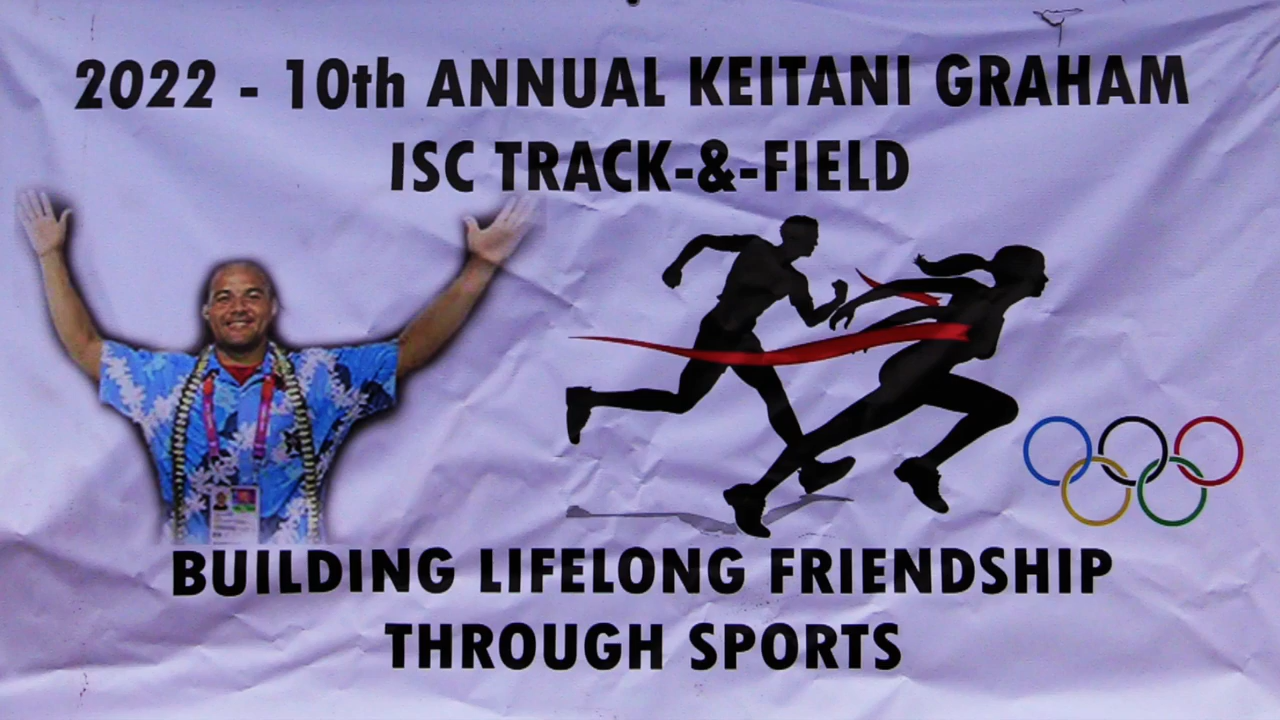 2022 - 10th ANNUAL KEITANI GRAHAM
ISC TRACK-&-FIELD
BUILDING LIFELONG FRIENDSHIP
THROUGH SPORTS